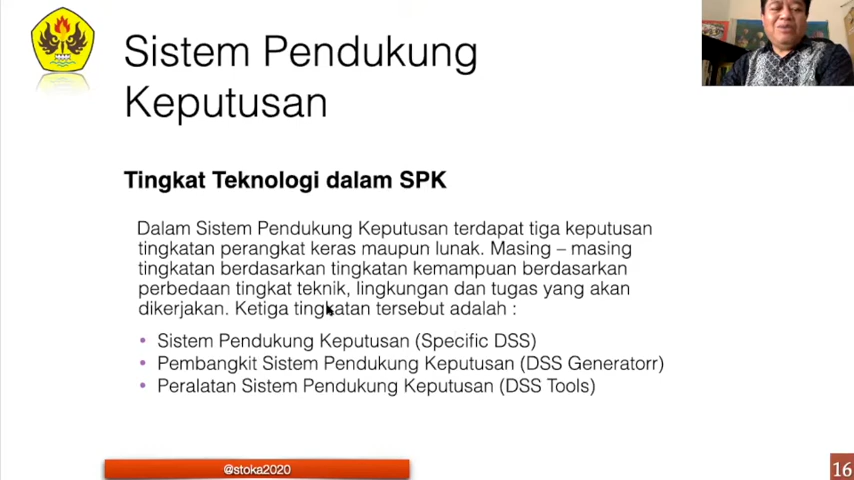 Sistem Pendukung
Keputusan
Tingkat Teknologi dalam SPK
Dalam Sistem Pendukung Keputusan terdapat tiga keputusan
tingkatan perangkat keras maupun lunak. Masing – masing
tingkatan berdasarkan tingkatan kemampuan berdasarkan
perbedaan tingkat teknik, lingkungan dan tugas yang akan
dikerjakan. Ketiga tingkatan tersebut adalah :
• Sistem Pendukung Keputusan (Specific DSS)
• Pembangkit Sistem Pendukung Keputusan (DSS Generatorr)
• Peralatan Sistem Pendukung Keputusan (DSS Tools)
@stoka2020
16